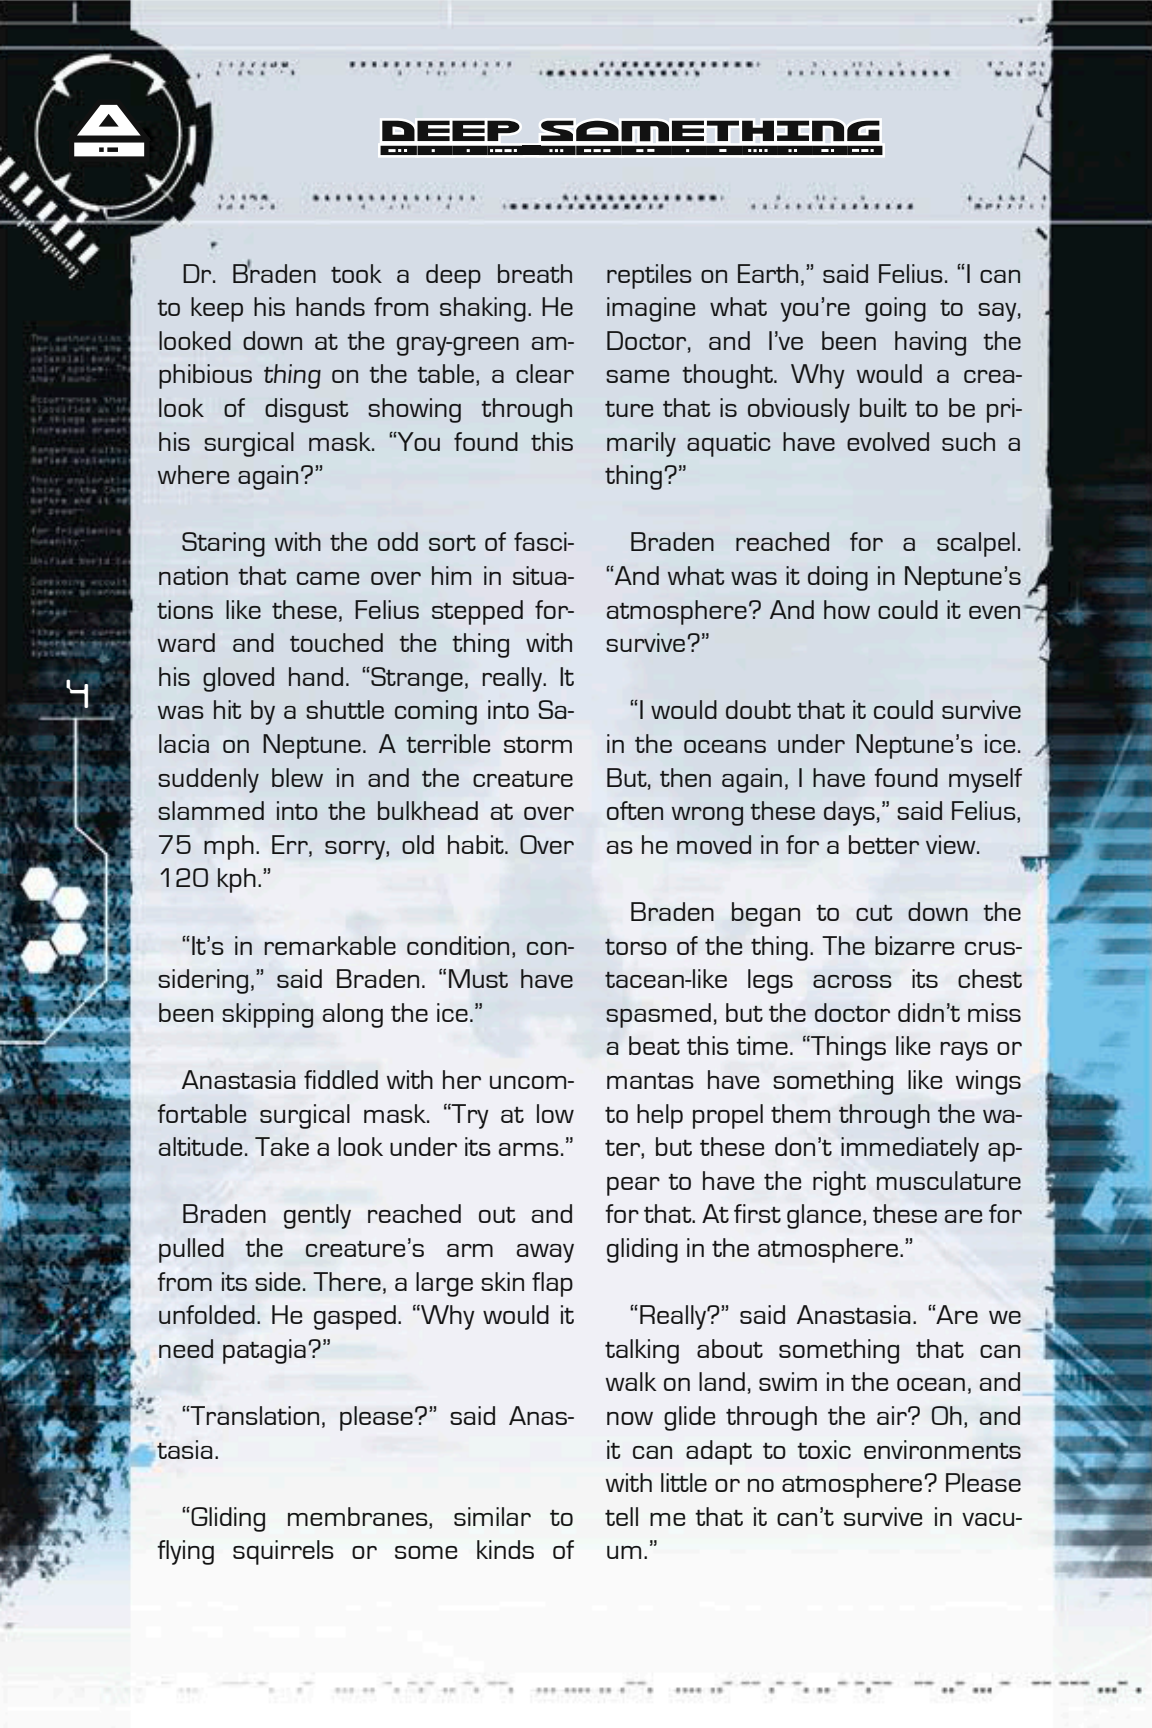 DEEP SOMETHING
Dr. Braden took a deep breath
to keep his hands from shaking. He
looked down at the gray-green am-
phibious thing on the table, a clear
look of disgust showing through
his surgical mask. “You found this
where again?”
Staring with the odd sort of fasci-
nation that came over him in situa-
tions like these, Felius stepped for-
ward and touched the thing with
his gloved hand. “Strange, really. It
was hit by a shuttle coming into Sa-
lacia on Neptune. A terrible storm
suddenly blew in and the creature
slammed into the bulkhead at over
75 mph. Err, sorry, old habit. Over
120 kph.”
“It’s in remarkable condition, con-
sidering,” said Braden. “Must have
been skipping along the ice.”
Anastasia fiddled with her uncom-
fortable surgical mask. “Try at low
altitude. Take a look under its arms.”
Braden gently reached out and
pulled the creature’s arm away
from its side. There, a large skin flap
unfolded. He gasped. “Why would it
need patagia?”
“Translation, please?” said Anas-
tasia.
“Gliding membranes, similar to
flying squirrels or some kinds of
reptiles on Earth,” said Felius. “I can
imagine what you’re going to say,
Doctor, and I’ve been having the
same thought. Why would a crea-
ture that is obviously built to be pri-
marily aquatic have evolved such a
thing?”
Braden reached for a scalpel.
“And what was it doing in Neptune’s
atmosphere? And how could it even
survive?”
“I would doubt that it could survive
in the oceans under Neptune’s ice.
But, then again, I have found myself
often wrong these days,” said Felius,
as he moved in for a better view.
Braden began to cut down the
torso of the thing. The bizarre crus-
tacean-like legs across its chest
spasmed, but the doctor didn’t miss
a beat this time. “Things like rays or
mantas have something like wings
to help propel them through the wa-
ter, but these don’t immediately ap-
pear to have the right musculature
for that. At first glance, these are for
gliding in the atmosphere.”
“Really?” said Anastasia. “Are we
talking about something that can
walk on land, swim in the ocean, and
now glide through the air? Oh, and
it can adapt to toxic environments
with little or no atmosphere? Please
tell me that it can’t survive in vacu-
um.”
4